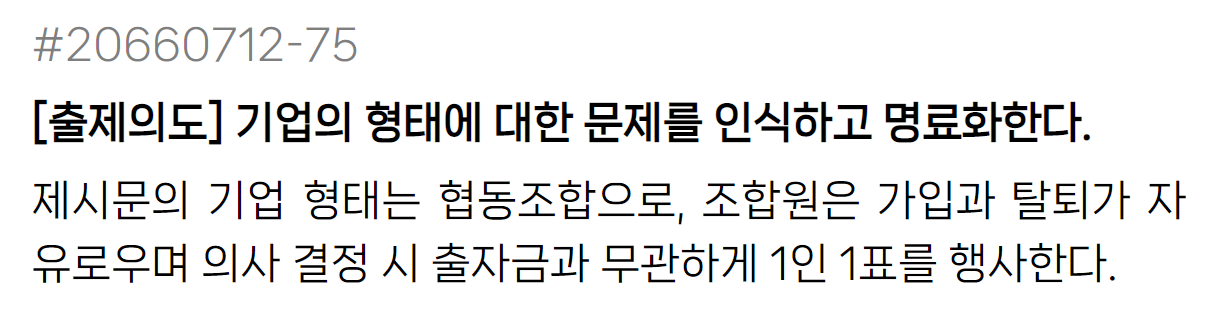 #20660712-75
[출제의도] 기업의 형태에 대한 문제를 인식하고 명료화한다.
제시문의 기업 형태는 협동조합으로, 조합원은 가입과 탈퇴가 자
유로우며 의사 결정 시 출자금과 무관하게 1인 1표를 행사한다.